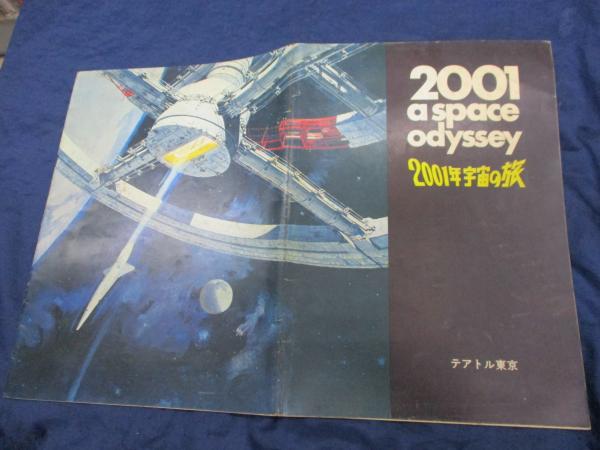 2001
a space
odyssey
2001年宇宙の旅
テアトル東京